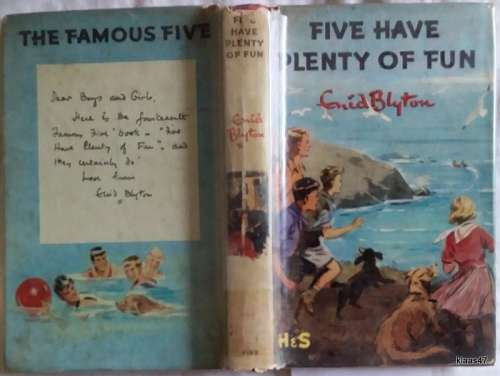 THE FAMOUS FIVE
Dear Boys and Girls,
Here is the fourteenth
Famous Five book - "Five
Have Plenty of Fun", and
they certainly do!
Love from
Enid Blyton
FIVE
HAVE
PLENTY
OF FUN
Enid
Blyton
FIVE HAVE
PLENTY OF FUN
Enid Blyton
H&S
klaas47